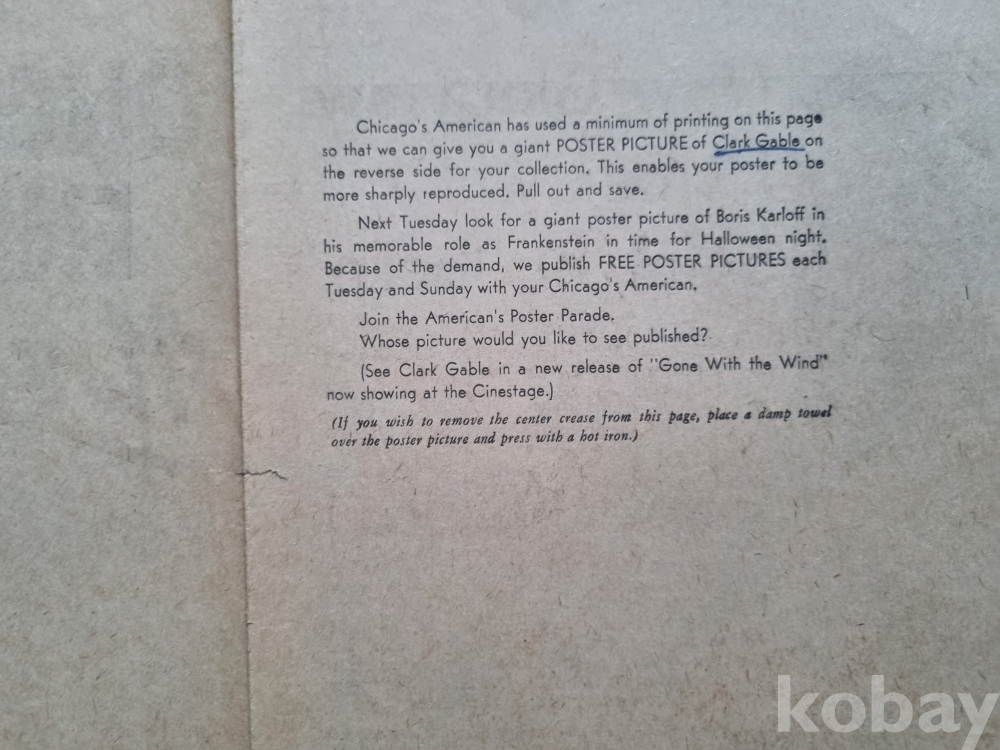 Chicago's American has used a minimum of printing on this page
so that we can give you a giant POSTER PICTURE of Clark Gable on
the reverse side for your collection. This enables your poster to be
more sharply reproduced. Pull out and save.
Next Tuesday look for a giant poster picture of Boris Karloff in
his memorable role as Frankenstein in time for Halloween night.
Because of the demand, we publish FREE POSTER PICTURES each
Tuesday and Sunday with your Chicago's American.
Join the American's Poster Parade.
Whose picture would you like to see published?
(See Clark Gable in a new release of "Gone With the Wind"
now showing at the Cinestage.)
(If you wish to remove the center crease from this page, place a damp towel
over the poster picture and press with a hot iron.)
kobay